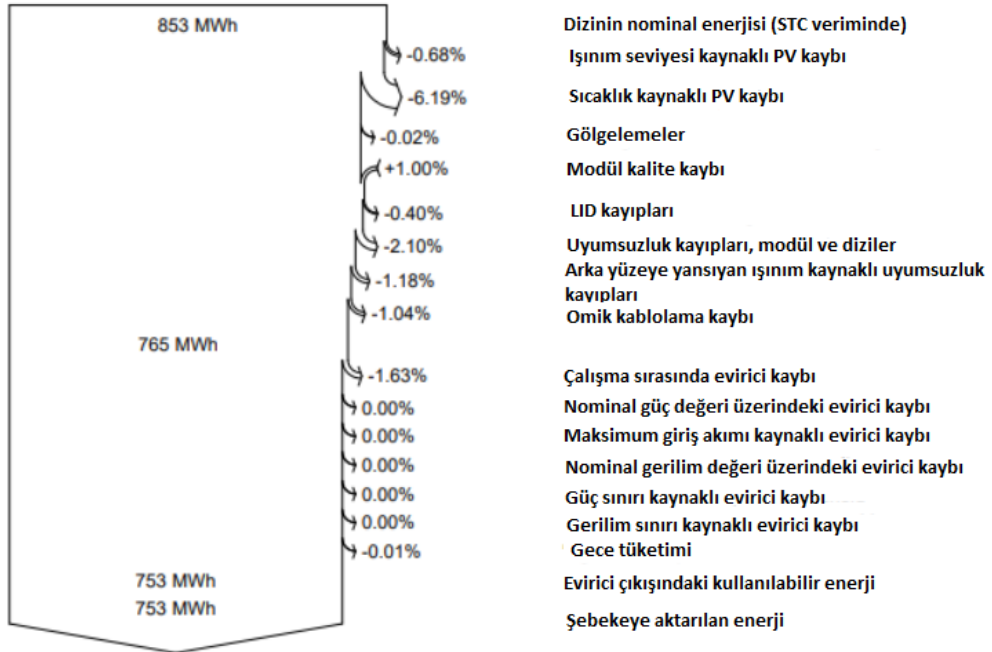 853 MWh Dizinin nominal enerjisi (STC veriminde)
-0.68% Işınım seviyesi kaynaklı PV kaybı
-6.19% Sıcaklık kaynaklı PV kaybı
-0.02% Gölgelemeler
+1.00% Modül kalite kaybı
-0.40% LID kayıpları
-2.10% Uyumsuzluk kayıpları, modül ve diziler
-1.18% Arka yüzeye yansıyan ışınım kaynaklı uyumsuzluk
kayıpları
-1.04% Omik kablolama kaybı
765 MWh
-1.63% Çalışma sırasında evirici kaybı
0.00% Nominal güç değeri üzerindeki evirici kaybı
0.00% Maksimum giriş akımı kaynaklı evirici kaybı
0.00% Nominal gerilim değeri üzerindeki evirici kaybı
0.00% Güç sınırı kaynaklı evirici kaybı
0.00% Gerilim sınırı kaynaklı evirici kaybı
-0.01% Gece tüketimi
753 MWh Evirici çıkışındaki kullanılabilir enerji
753 MWh Şebekeye aktarılan enerji